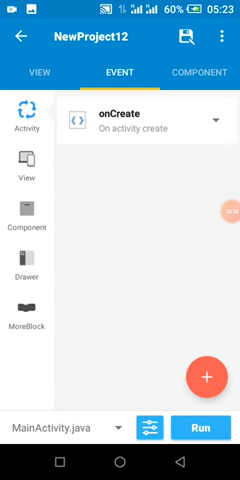 60% 05:23
NewProject12
VIEW EVENT COMPONENT
Activity
onCreate
On activity create
View
Component
Drawer
MoreBlock
+
MainActivity.java Run